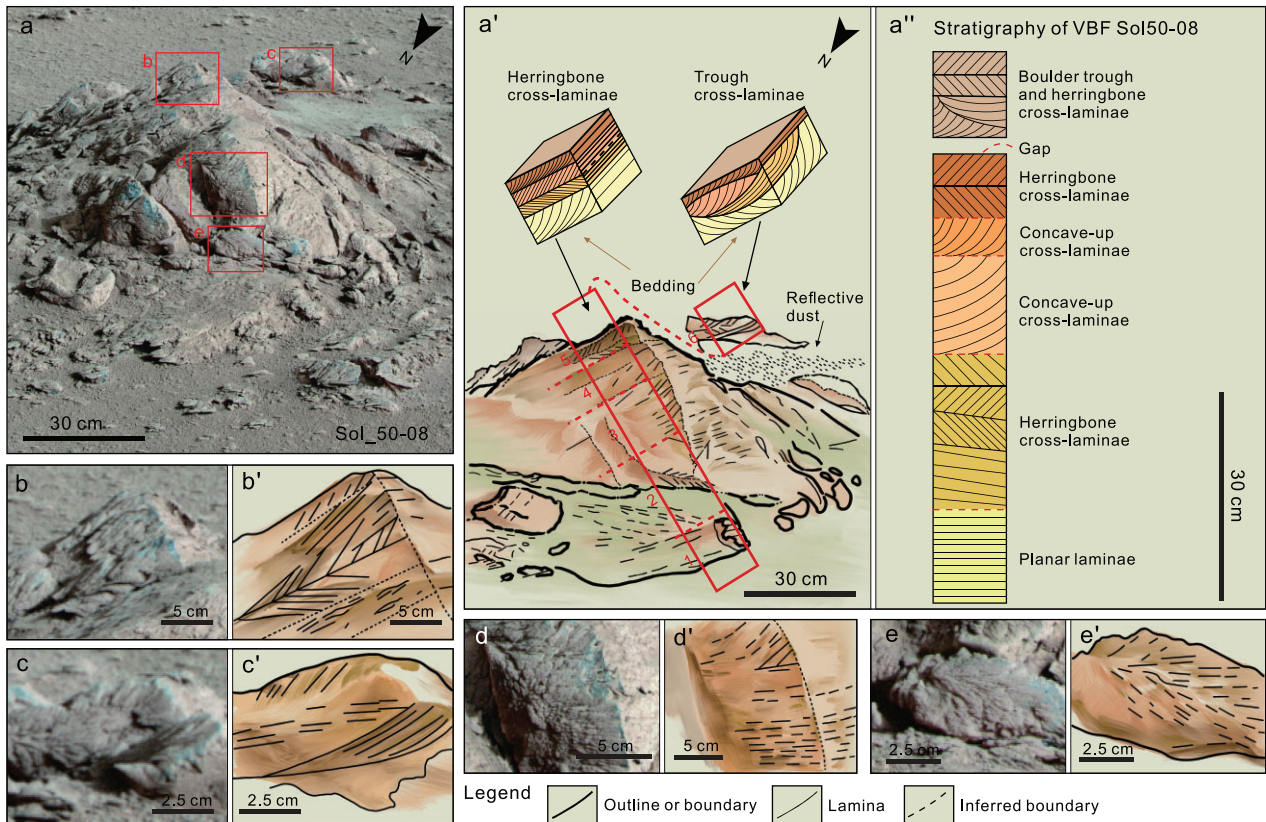 a
b
c
d
e
N
30 cm
Sol_50-08
a'
N
Herringbone
cross-laminae
Trough
cross-laminae
Bedding
Reflective
dust
6
5
4
3
2
1
30 cm
a''
Stratigraphy of VBF Sol50-08
Boulder trough
and herringbone
cross-laminae
Gap
Herringbone
cross-laminae
Concave-up
cross-laminae
Concave-up
cross-laminae
Herringbone
cross-laminae
Planar laminae
30 cm
b
5 cm
b'
5 cm
c
2.5 cm
c'
2.5 cm
d
5 cm
d'
5 cm
e
2.5 cm
e'
2.5 cm
Legend
Outline or boundary
Lamina
Inferred boundary